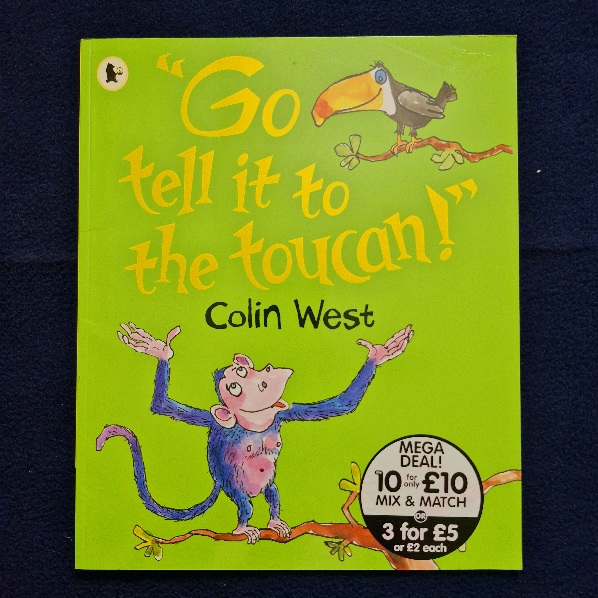 "Go
tell it to
the toucan!"
Colin West
MEGA
DEAL!
10 for only £10
MIX & MATCH
OR
3 for £5
or £2 each